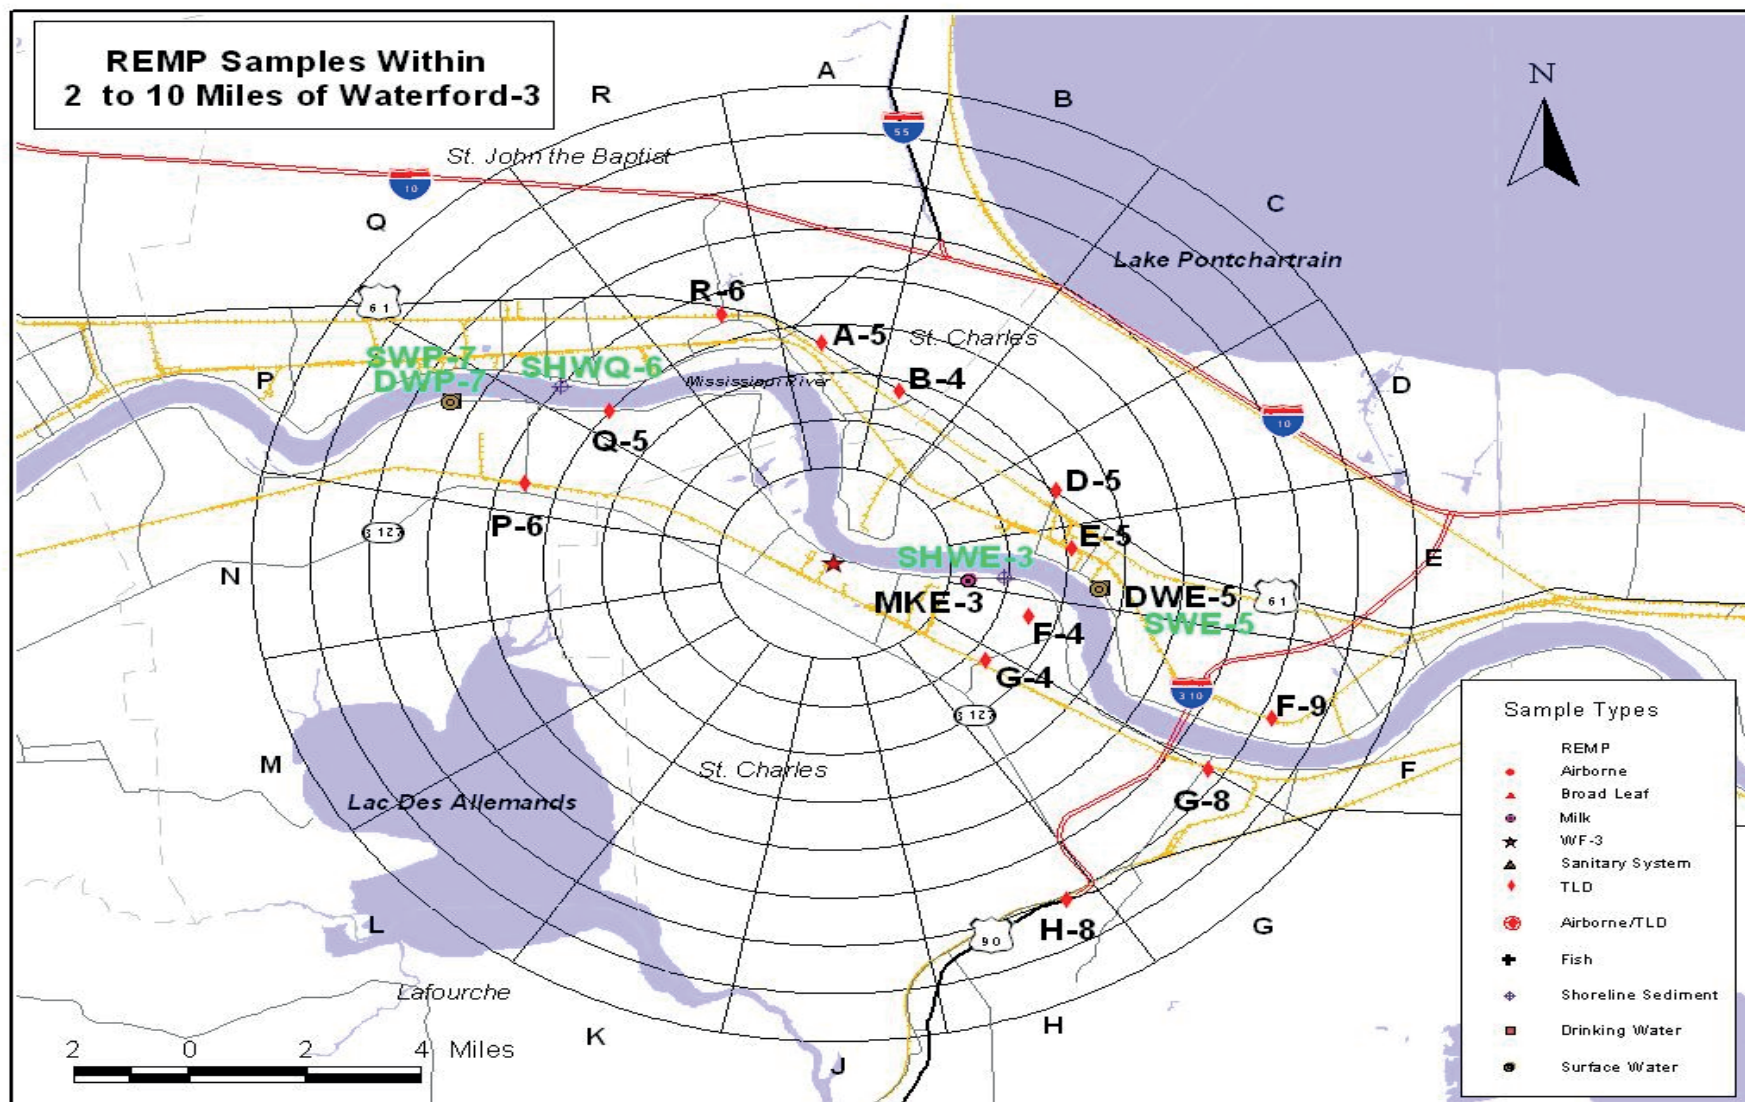 REMP Samples Within
2 to 10 Miles of Waterford-3
N
A
R
B
55
St. John the Baptist
10
C
Q
Lake Pontchartrain
61
R-6
A-5
St. Charles
SWP-7
SHWQ-6
DWP-7
P
Mississippi River
B-4
D
10
Q-5
D-5
P-6
3 127
E-5
SHWE-3
E
N
MKE-3
DWE-5
61
SWE-5
F-4
G-4
310
3 127
F-9
M
St. Charles
F
Lac Des Allemands
G-8
L
H-8
90
G
Lafourche
K
H
J
2 0 2 4 Miles
Sample Types
REMP
Airborne
Broad Leaf
Milk
WF-3
Sanitary System
TLD
Airborne/TLD
Fish
Shoreline Sediment
Drinking Water
Surface Water